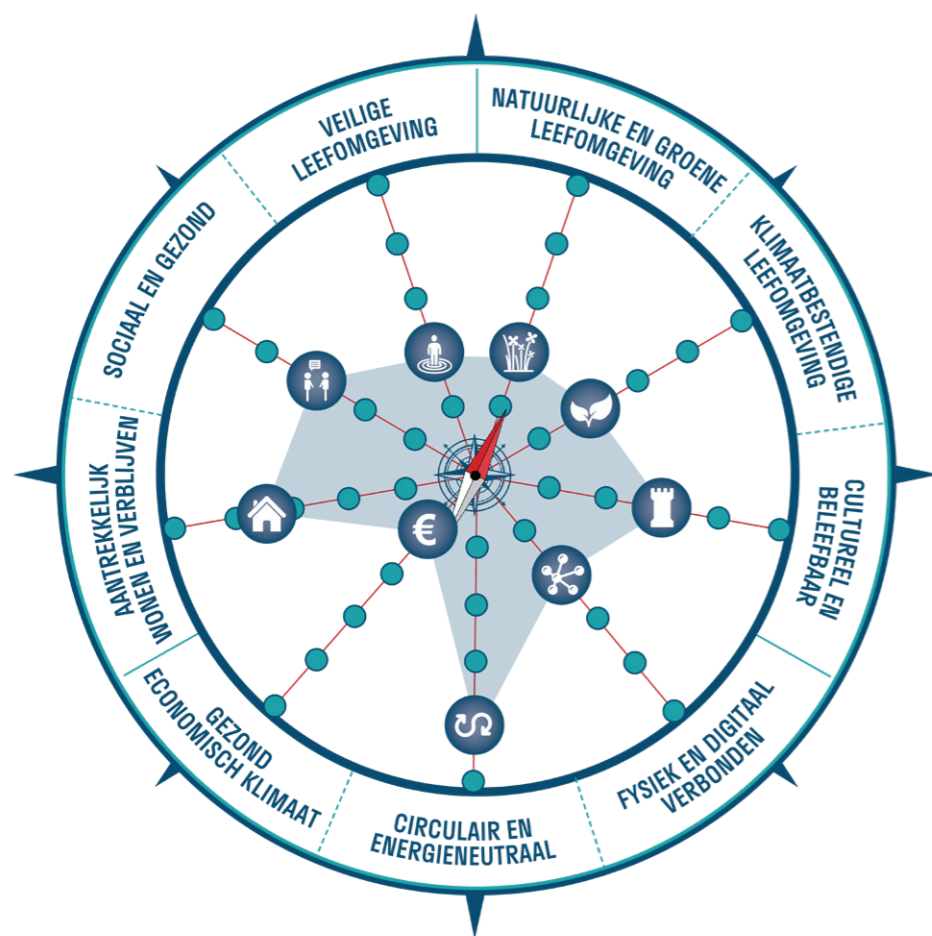 VEILIGE
LEEFOMGEVING
NATUURLIJKE EN GROENE
LEEFOMGEVING
KLIMAATBESTENDIGE
LEEFOMGEVING
CULTUREEL EN
BELEEFBAAR
FYSIEK EN DIGITAAL
VERBONDEN
CIRCULAIR EN
ENERGIENEUTRAAL
GEZOND
ECONOMISCH KLIMAAT
AANTREKKELIJK
WONEN EN VERBLIJVEN
SOCIAAL EN GEZOND
€